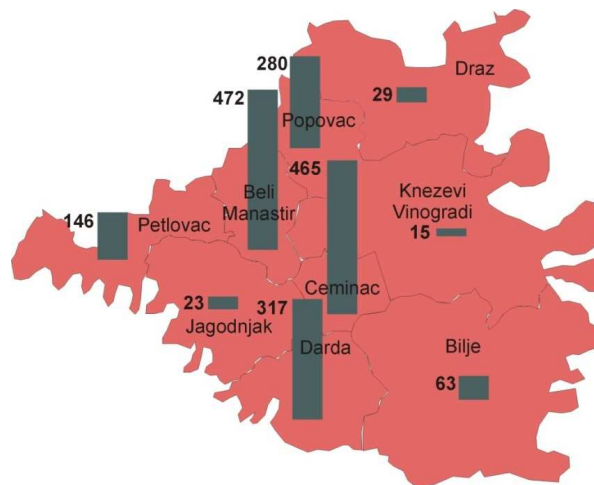 280
Draz
472
29
Popovac
465
Beli
Manastir
Knezevi
Vinogradi
15
146
Petlovac
Ceminac
23
Jagodnjak
317
Darda
Bilje
63